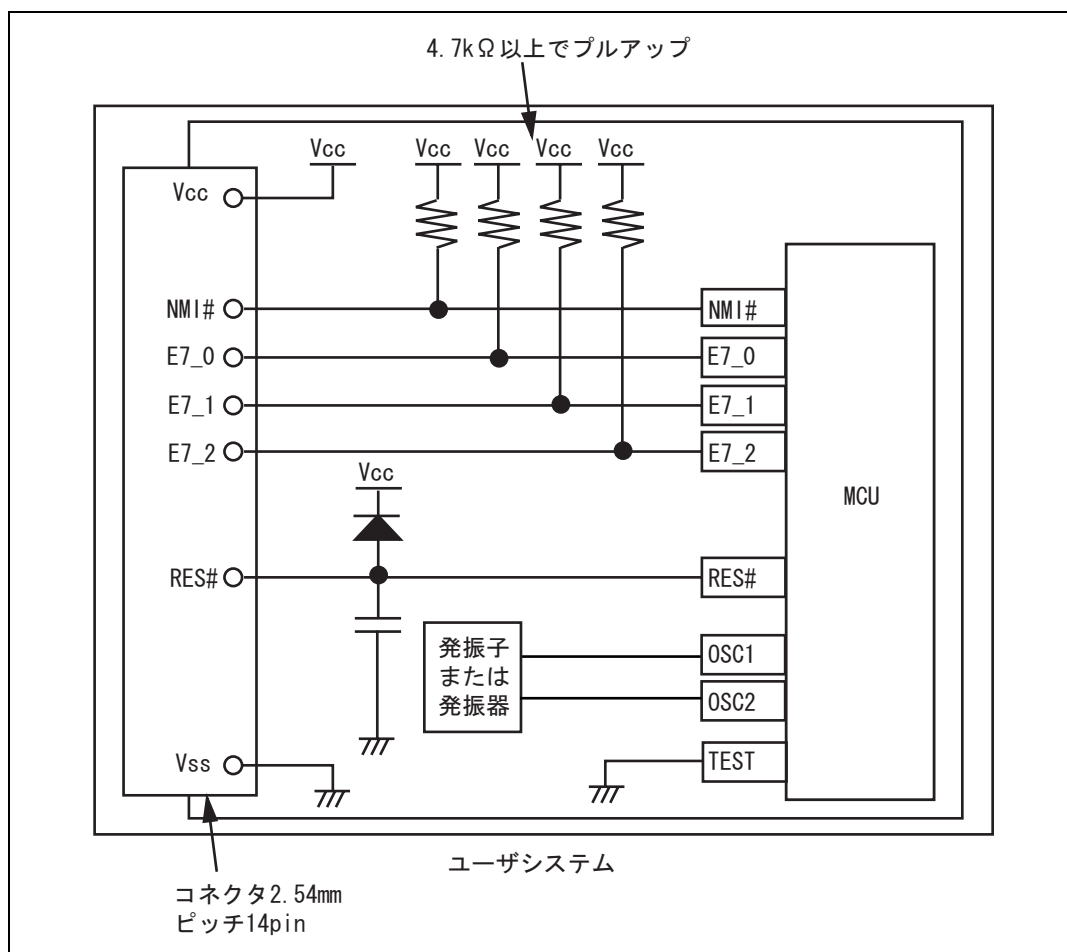 4.7kΩ以上でプルアップ
Vcc
Vcc
Vcc
Vcc
Vcc
Vcc
NMI#
NMI#
E7_0
E7_0
E7_1
E7_1
E7_2
E7_2
Vcc
MCU
RES#
RES#
発振子
または
発振器
OSC1
OSC2
Vss
TEST
ユーザシステム
コネクタ2.54mm
ピッチ14pin